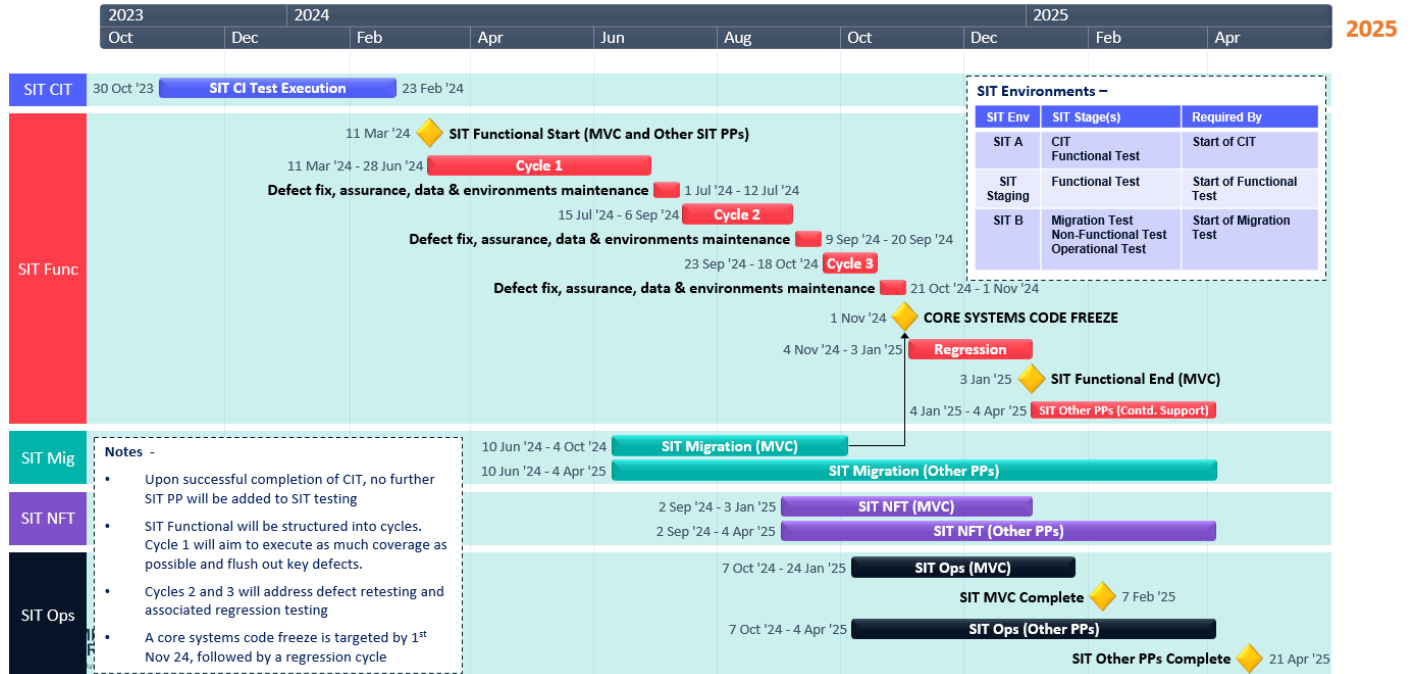 2023
2024
2025
Oct
Dec
Feb
Apr
Jun
Aug
Oct
Dec
Feb
Apr
2025
SIT CIT
30 Oct '23
SIT CI Test Execution
23 Feb '24
SIT Environments –
SIT Env
SIT Stage(s)
Required By
SIT A
CIT
Functional Test
Start of CIT
SIT
Staging
Functional Test
Start of Functional
Test
SIT B
Migration Test
Non-Functional Test
Operational Test
Start of Migration
Test
SIT Func
11 Mar '24
SIT Functional Start (MVC and Other SIT PPs)
11 Mar '24 - 28 Jun '24
Cycle 1
Defect fix, assurance, data & environments maintenance
1 Jul '24 - 12 Jul '24
15 Jul '24 - 6 Sep '24
Cycle 2
Defect fix, assurance, data & environments maintenance
9 Sep '24 - 20 Sep '24
23 Sep '24 - 18 Oct '24
Cycle 3
Defect fix, assurance, data & environments maintenance
21 Oct '24 - 1 Nov '24
1 Nov '24
CORE SYSTEMS CODE FREEZE
4 Nov '24 - 3 Jan '25
Regression
3 Jan '25
SIT Functional End (MVC)
4 Jan '25 - 4 Apr '25
SIT Other PPs (Contd. Support)
SIT Mig
10 Jun '24 - 4 Oct '24
SIT Migration (MVC)
10 Jun '24 - 4 Apr '25
SIT Migration (Other PPs)
SIT NFT
2 Sep '24 - 3 Jan '25
SIT NFT (MVC)
2 Sep '24 - 4 Apr '25
SIT NFT (Other PPs)
SIT Ops
7 Oct '24 - 24 Jan '25
SIT Ops (MVC)
SIT MVC Complete
7 Feb '25
7 Oct '24 - 4 Apr '25
SIT Ops (Other PPs)
SIT Other PPs Complete
21 Apr '25
Notes -
• Upon successful completion of CIT, no further
SIT PP will be added to SIT testing
• SIT Functional will be structured into cycles.
Cycle 1 will aim to execute as much coverage as
possible and flush out key defects.
• Cycles 2 and 3 will address defect retesting and
associated regression testing
• A core systems code freeze is targeted by 1st
Nov 24, followed by a regression cycle